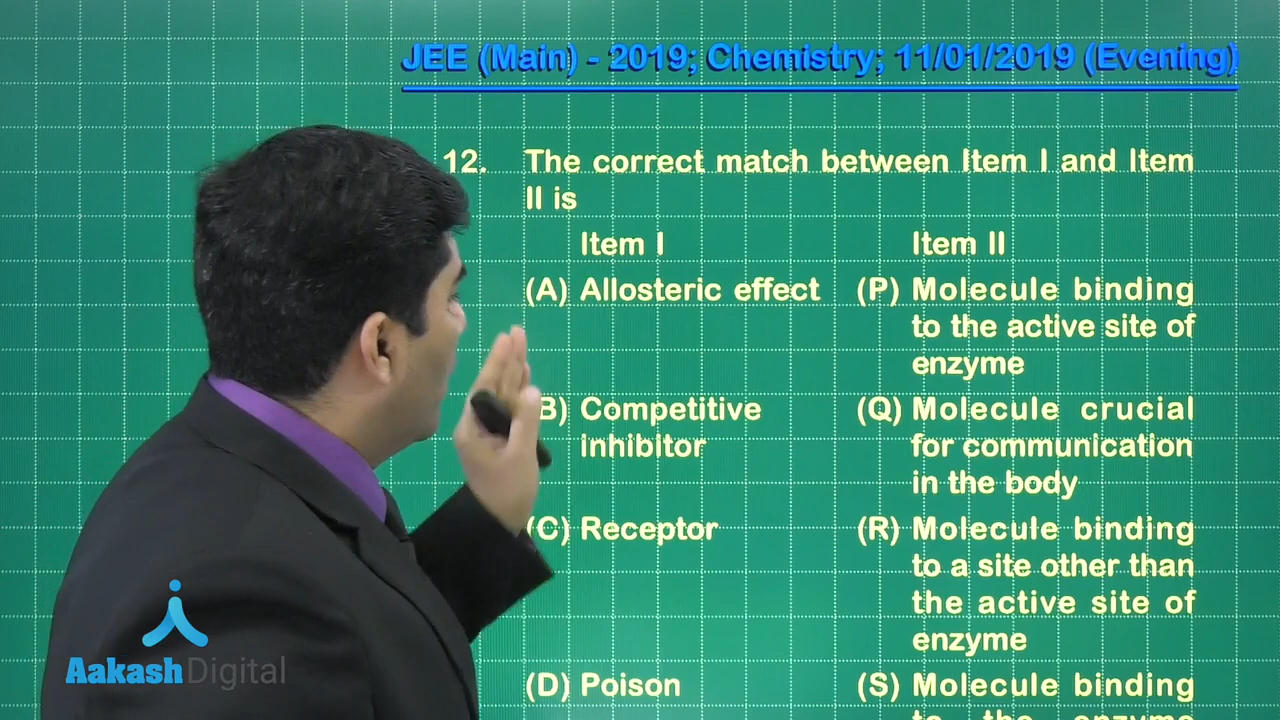 JEE (Main) - 2019; Chemistry; 11/01/2019 (Evening)
12. The correct match between Item I and Item
II is
Item I Item II
(A) Allosteric effect (P) Molecule binding
to the active site of
enzyme
B) Competitive (Q) Molecule crucial
inhibitor for communication
in the body
(C) Receptor (R) Molecule binding
to a site other than
the active site of
enzyme
(D) Poison (S) Molecule binding
to the enzyme
Aakash Digital